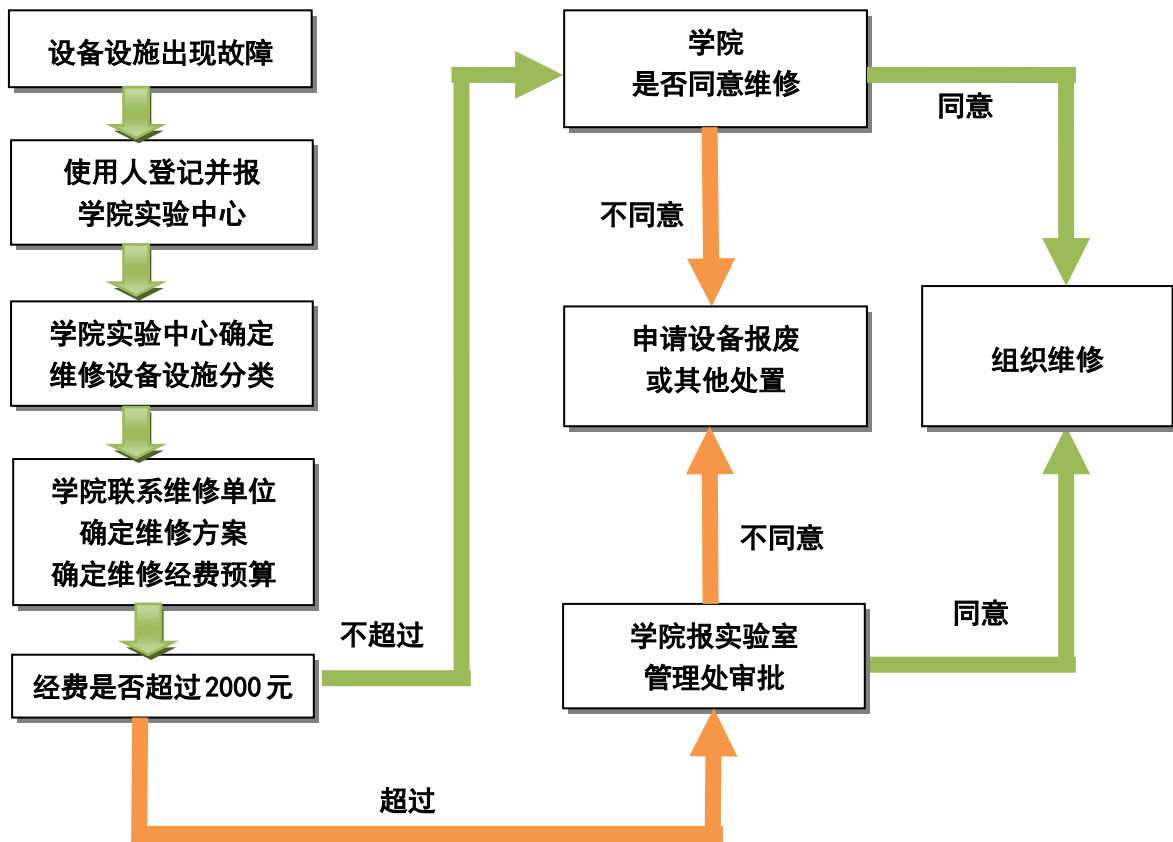 设备设施出现故障
使用人登记并报
学院实验中心
学院实验中心确定
维修设备设施分类
学院联系维修单位
确定维修方案
确定维修经费预算
经费是否超过2000元
不超过
超过
学院
是否同意维修
同意
不同意
申请设备报废
或其他处置
组织维修
不同意
学院报实验室
管理处审批
同意